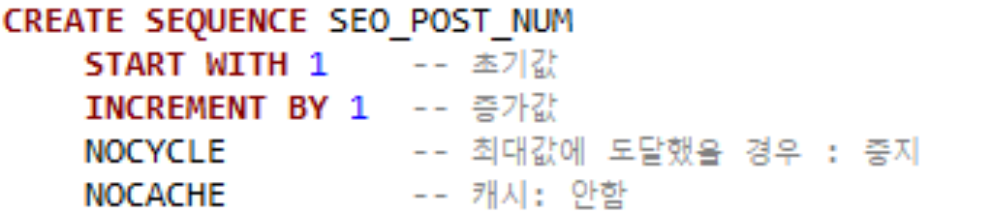 CREATE SEQUENCE SEO_POST_NUM
START WITH 1 -- 초기값
INCREMENT BY 1 -- 증가값
NOCYCLE -- 최대값에 도달했을 경우 : 중지
NOCACHE -- 캐시: 안함